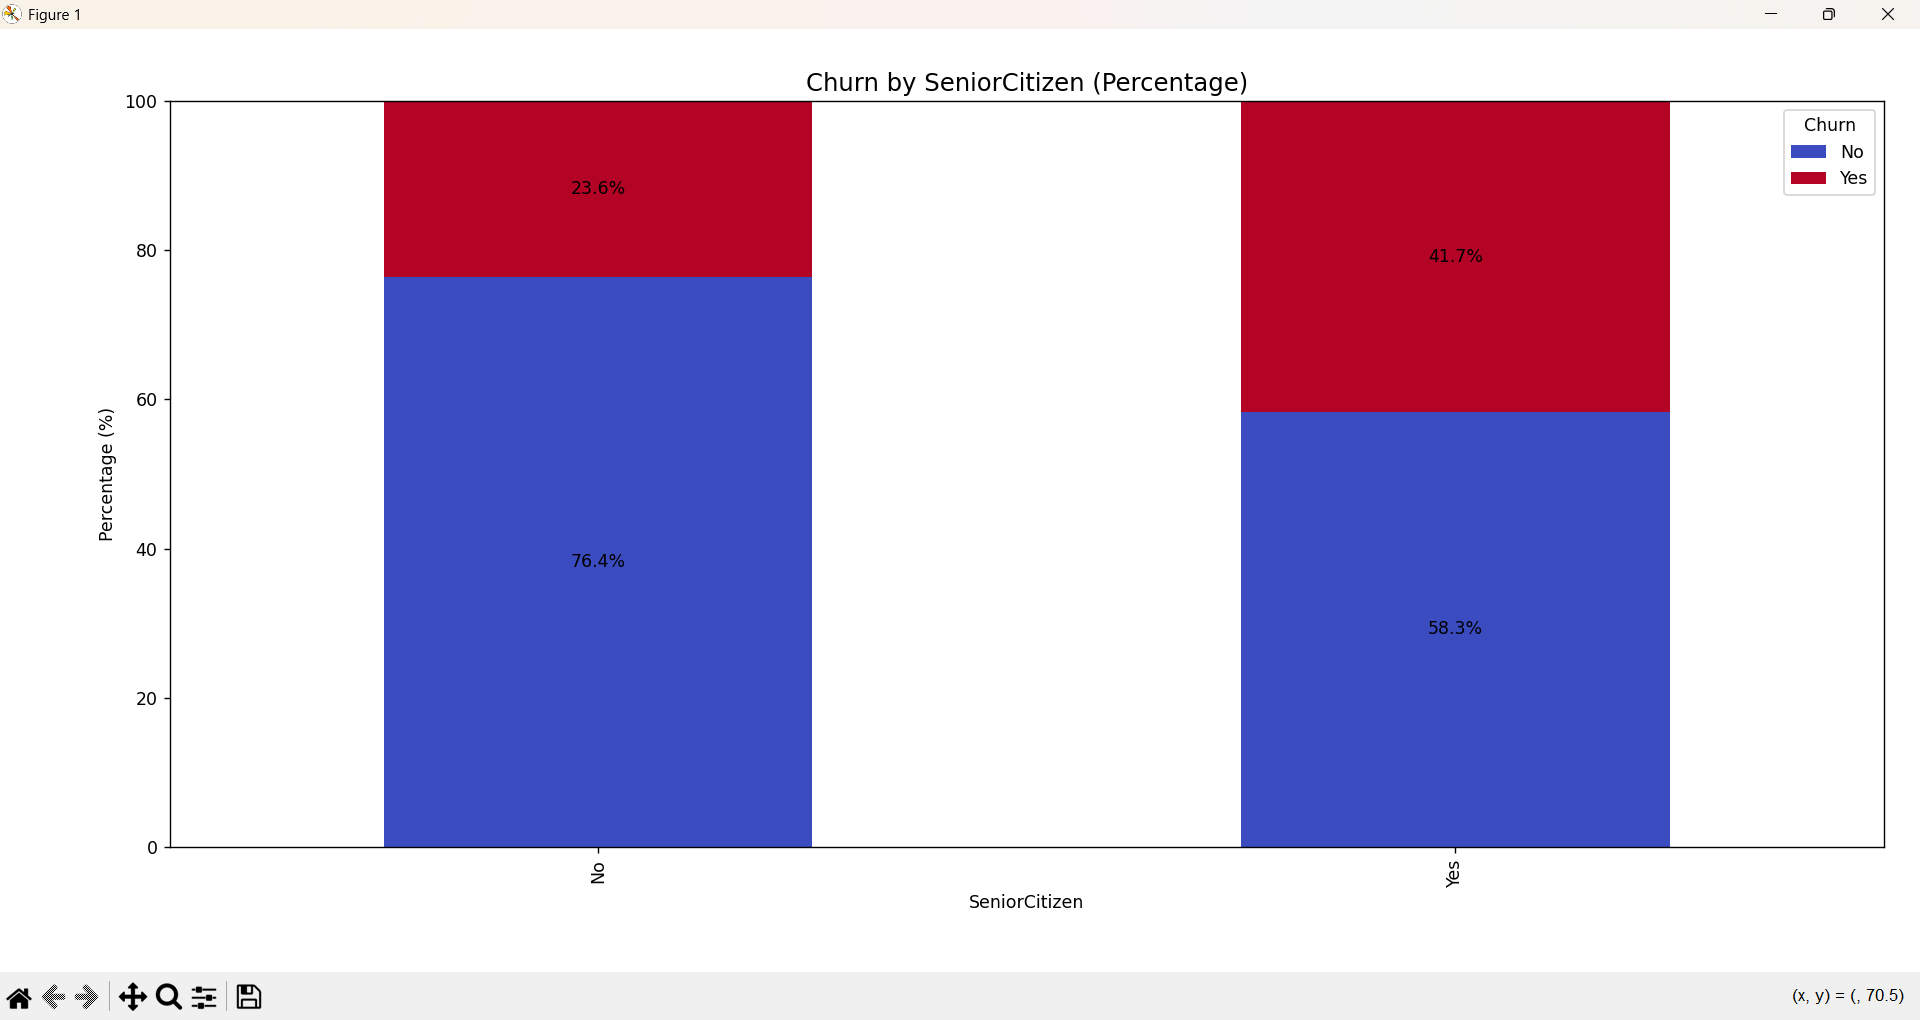 Figure 1
Churn by SeniorCitizen (Percentage)
100
80
60
40
20
0
Percentage (%)
23.6%
76.4%
41.7%
58.3%
Churn
No
Yes
No
Yes
SeniorCitizen
(x, y) = (, 70.5)